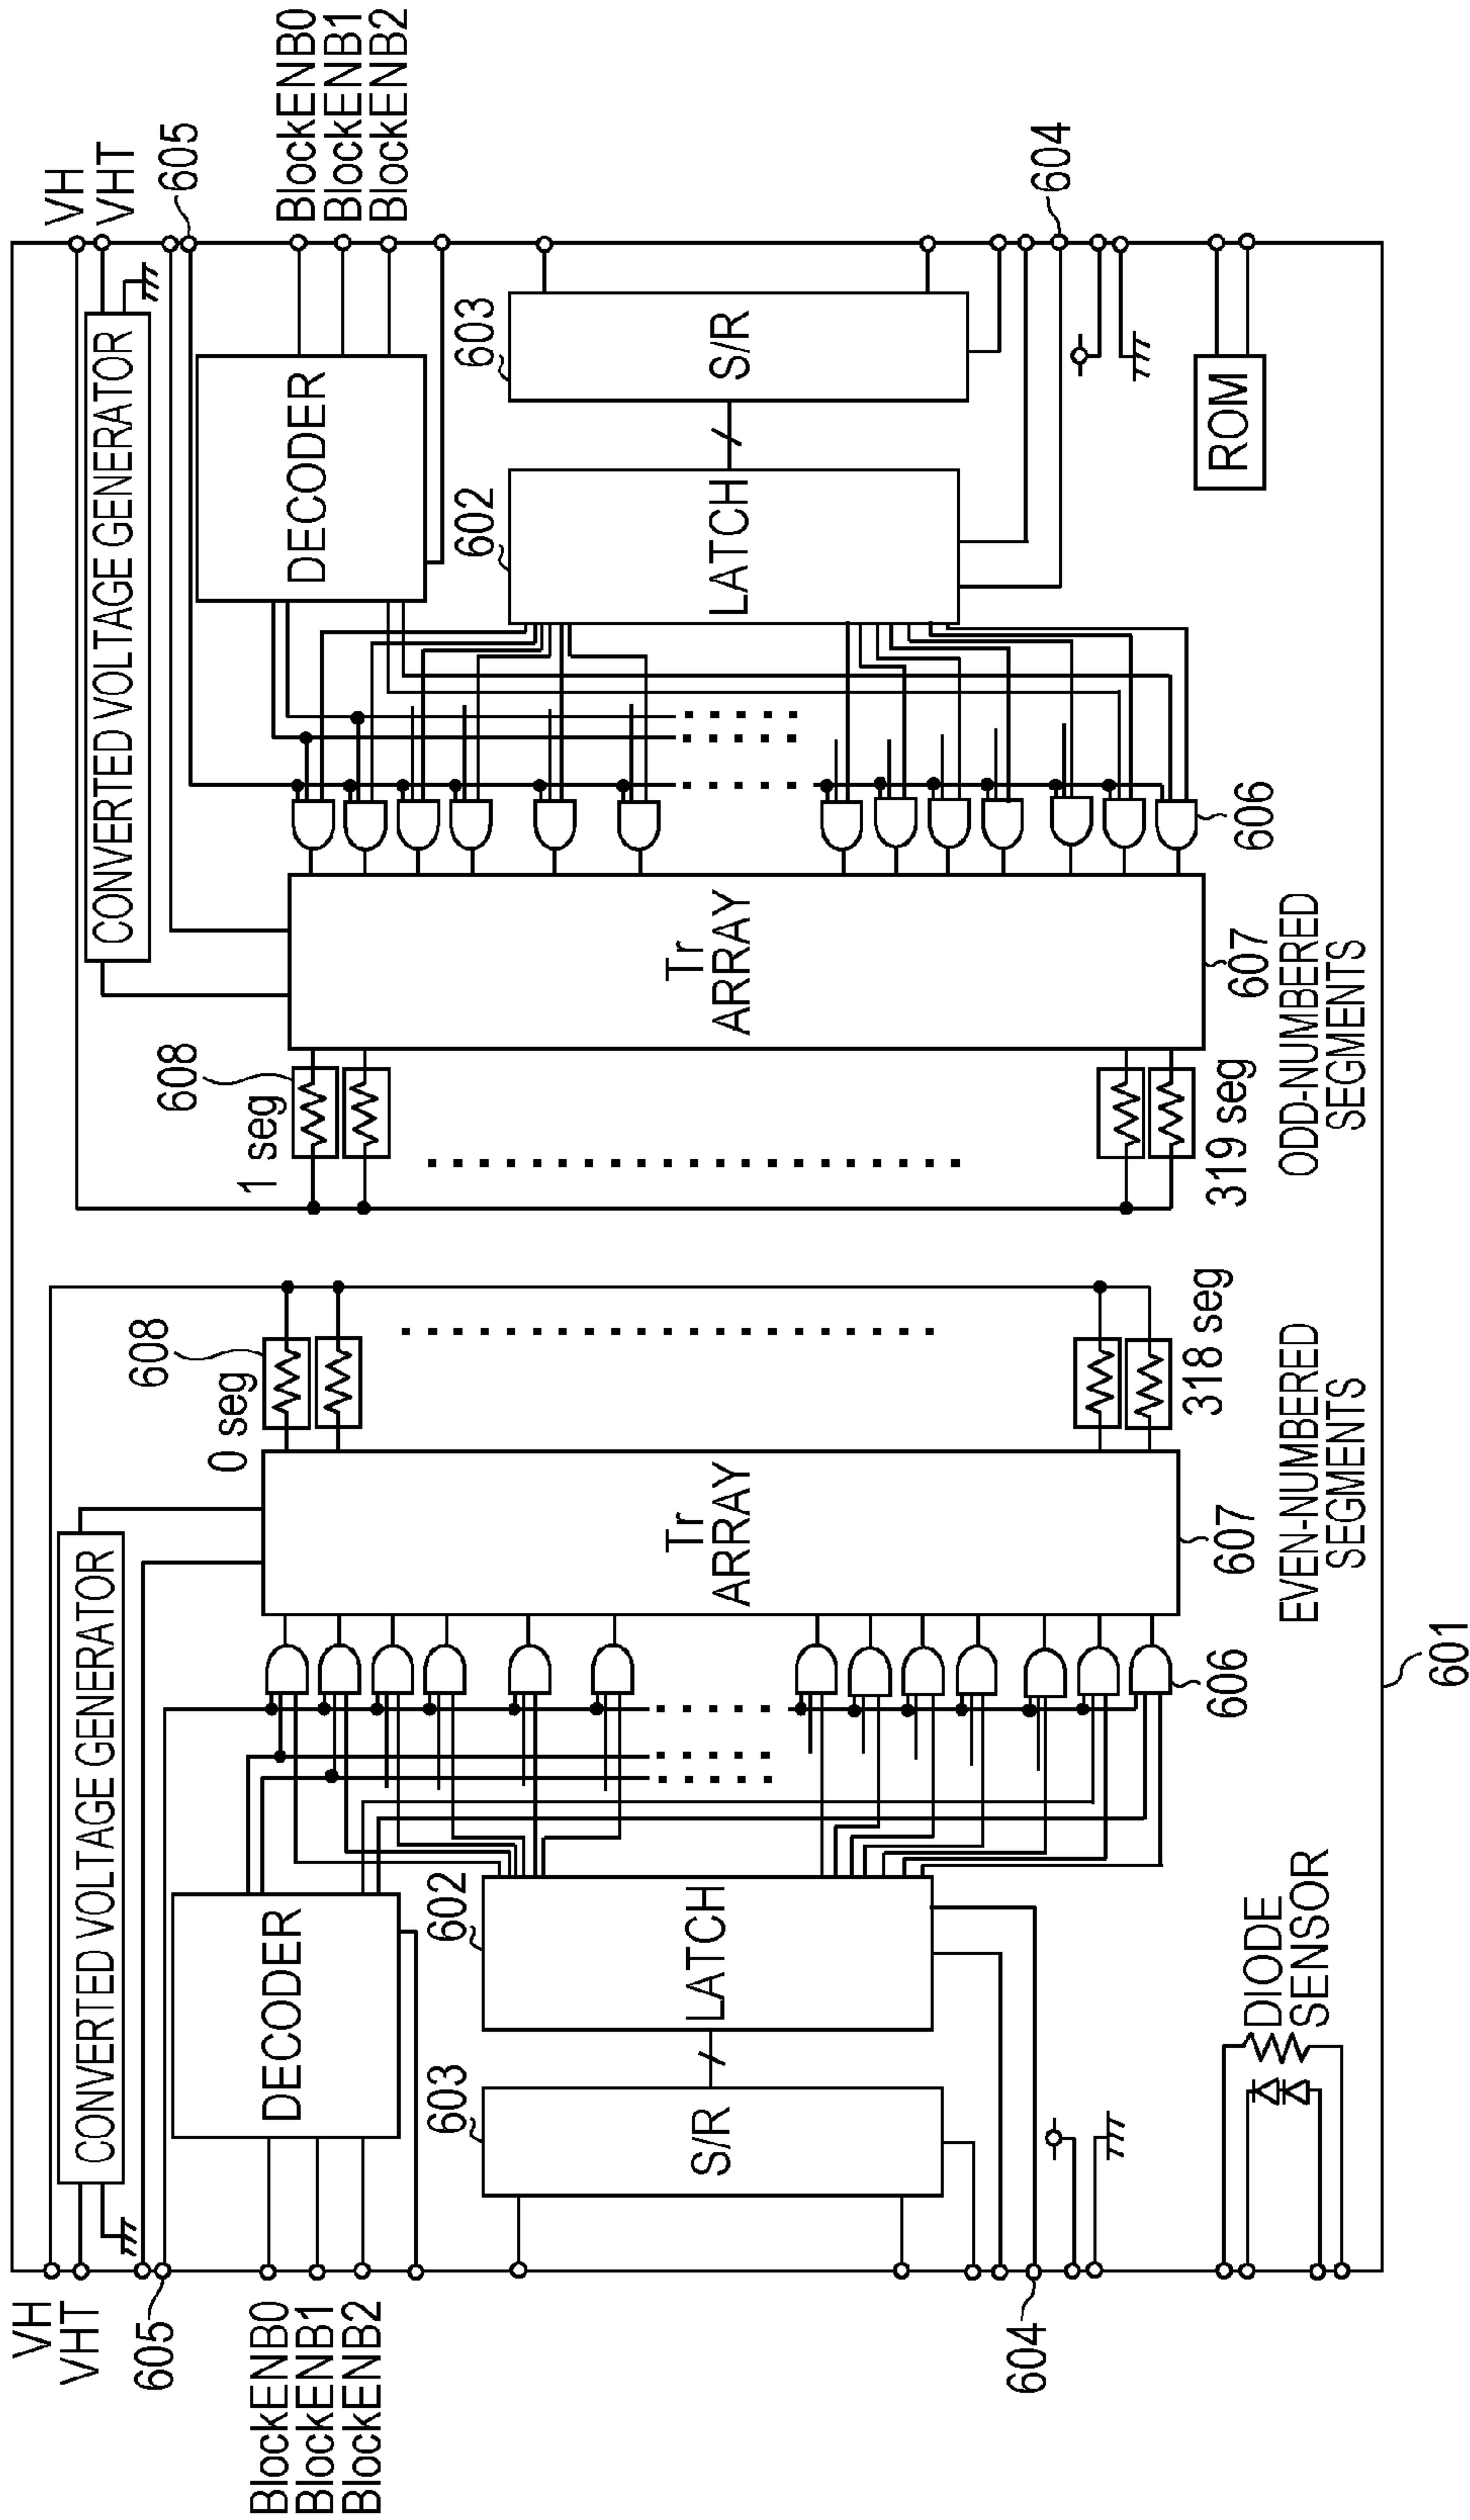 VH
VHT
605
BlockENB0
BlockENB1
BlockENB2
604
CONVERTED VOLTAGE GENERATOR
DECODER
603
S/R
602
LATCH
ROM
606
Tr
ARRAY
607
608
1 seg
319 seg
ODD-NUMBERED
SEGMENTS
608
0 seg
318 seg
Tr
ARRAY
607
EVEN-NUMBERED
SEGMENTS
606
601
CONVERTED VOLTAGE GENERATOR
DECODER
602
LATCH
603
S/R
DIODE
SENSOR
VH
VHT
605
BlockENB0
BlockENB1
BlockENB2
604